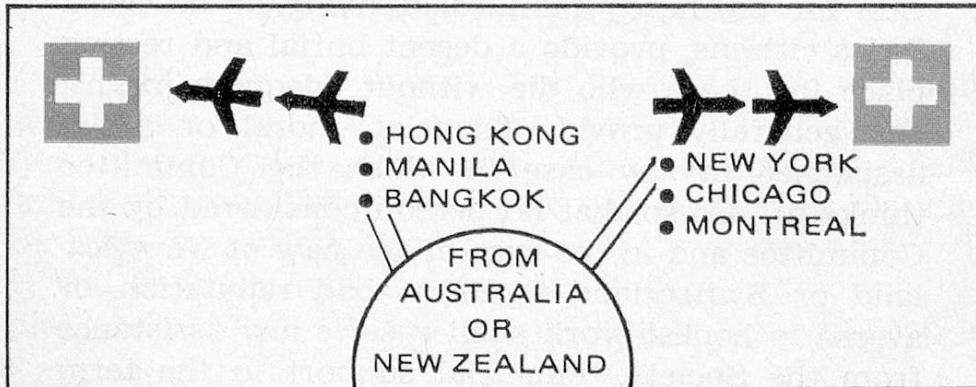 • HONG KONG
• MANILA
• BANGKOK
• NEW YORK
• CHICAGO
• MONTREAL
FROM
AUSTRALIA
OR
NEW ZEALAND